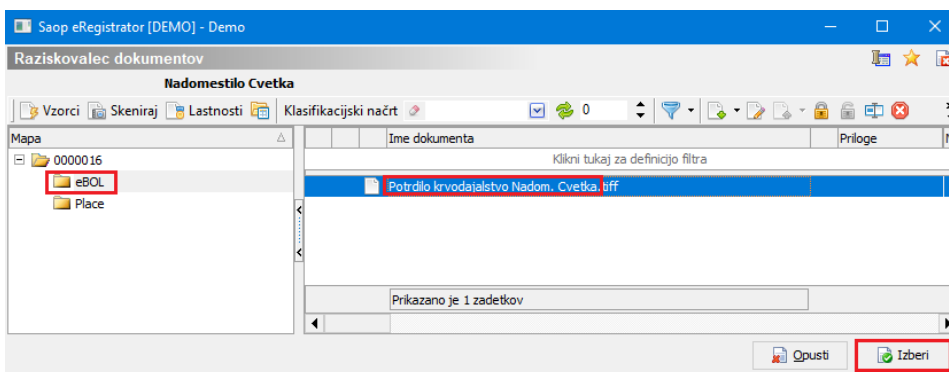 Saop eRegistrator [DEMO] - Demo
Raziskovalec dokumentov
Nadomestilo Cvetka
Vzorci Skeniraj Lastnosti Klasifikacijski načrt 0
Mapa Ime dokumenta Priloge
Klikni tukaj za definicijo filtra
0000016
eBOL Potrdilo krvodajalstvo Nadom. Cvetka.tiff
Place
Prikazano je 1 zadetkov
Opusti Izberi